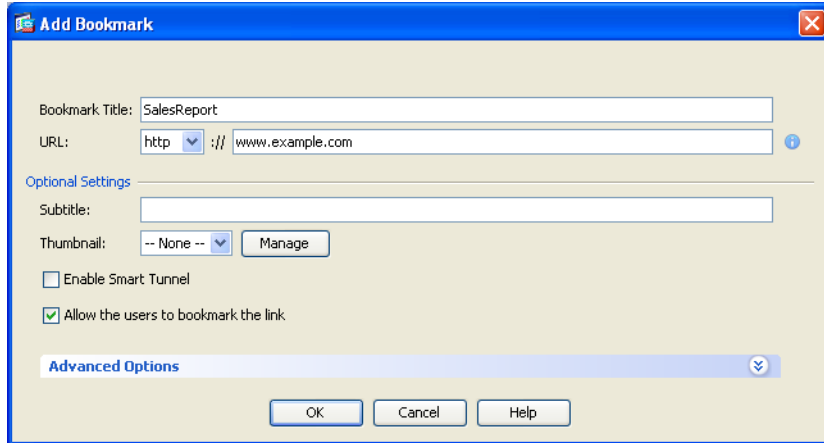 Add Bookmark
Bookmark Title: SalesReport
URL: http :// www.example.com
Optional Settings
Subtitle:
Thumbnail: -- None -- Manage
Enable Smart Tunnel
Allow the users to bookmark the link
Advanced Options
OK Cancel Help